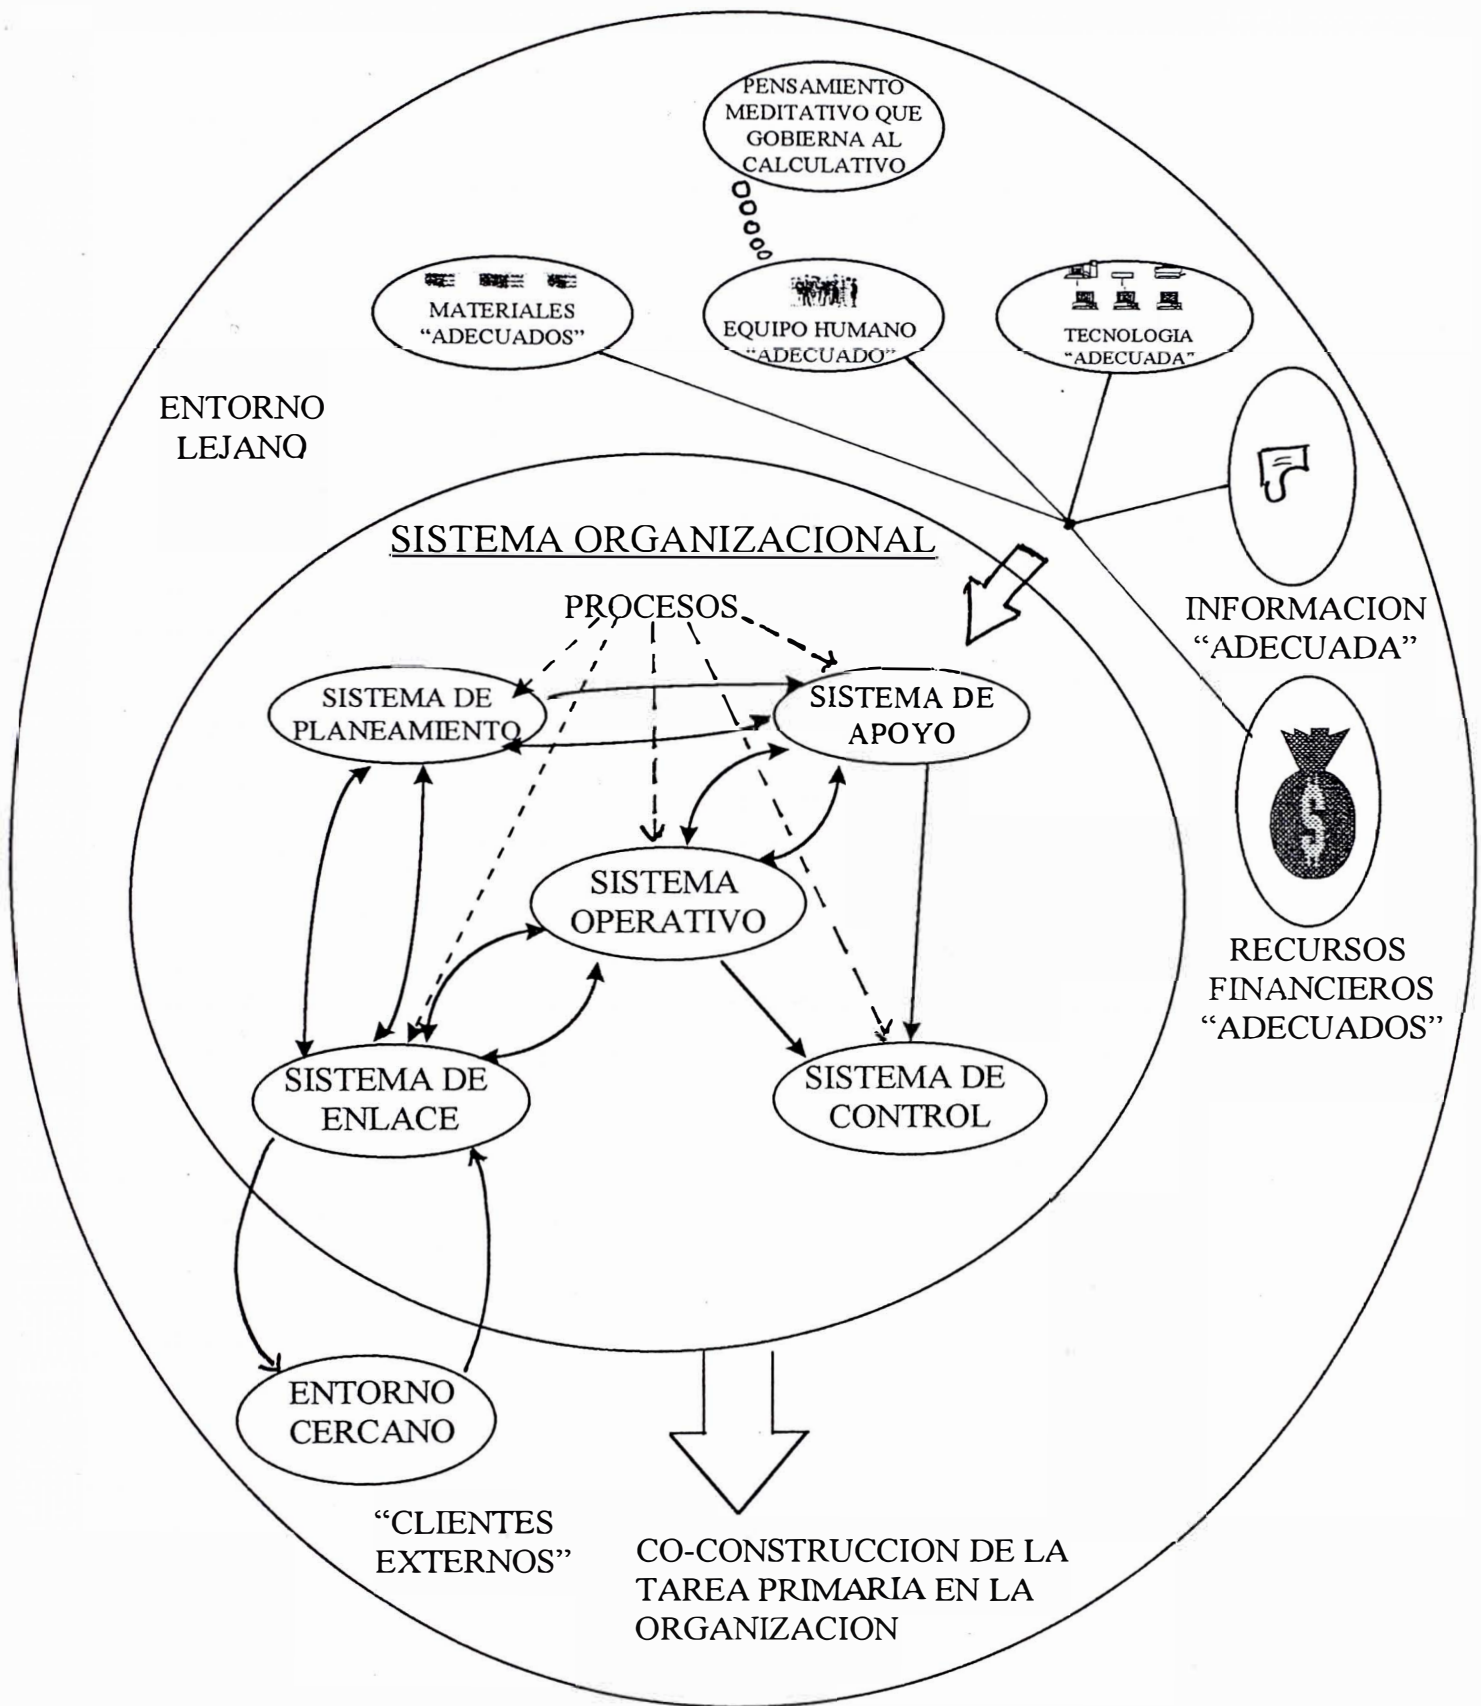 PENSAMIENTO
MEDITATIVO QUE
GOBIERNA AL
CALCULATIVO
MATERIALES
“ADECUADOS”
EQUIPO HUMANO
“ADECUADO”
TECNOLOGIA
“ADECUADA”
ENTORNO
LEJANO
INFORMACION
“ADECUADA”
RECURSOS
FINANCIEROS
“ADECUADOS”
SISTEMA ORGANIZACIONAL
PROCESOS
SISTEMA DE
PLANEAMIENTO
SISTEMA DE
APOYO
SISTEMA
OPERATIVO
SISTEMA DE
ENLACE
SISTEMA DE
CONTROL
ENTORNO
CERCANO
“CLIENTES
EXTERNOS”
CO-CONSTRUCCION DE LA
TAREA PRIMARIA EN LA
ORGANIZACION
$